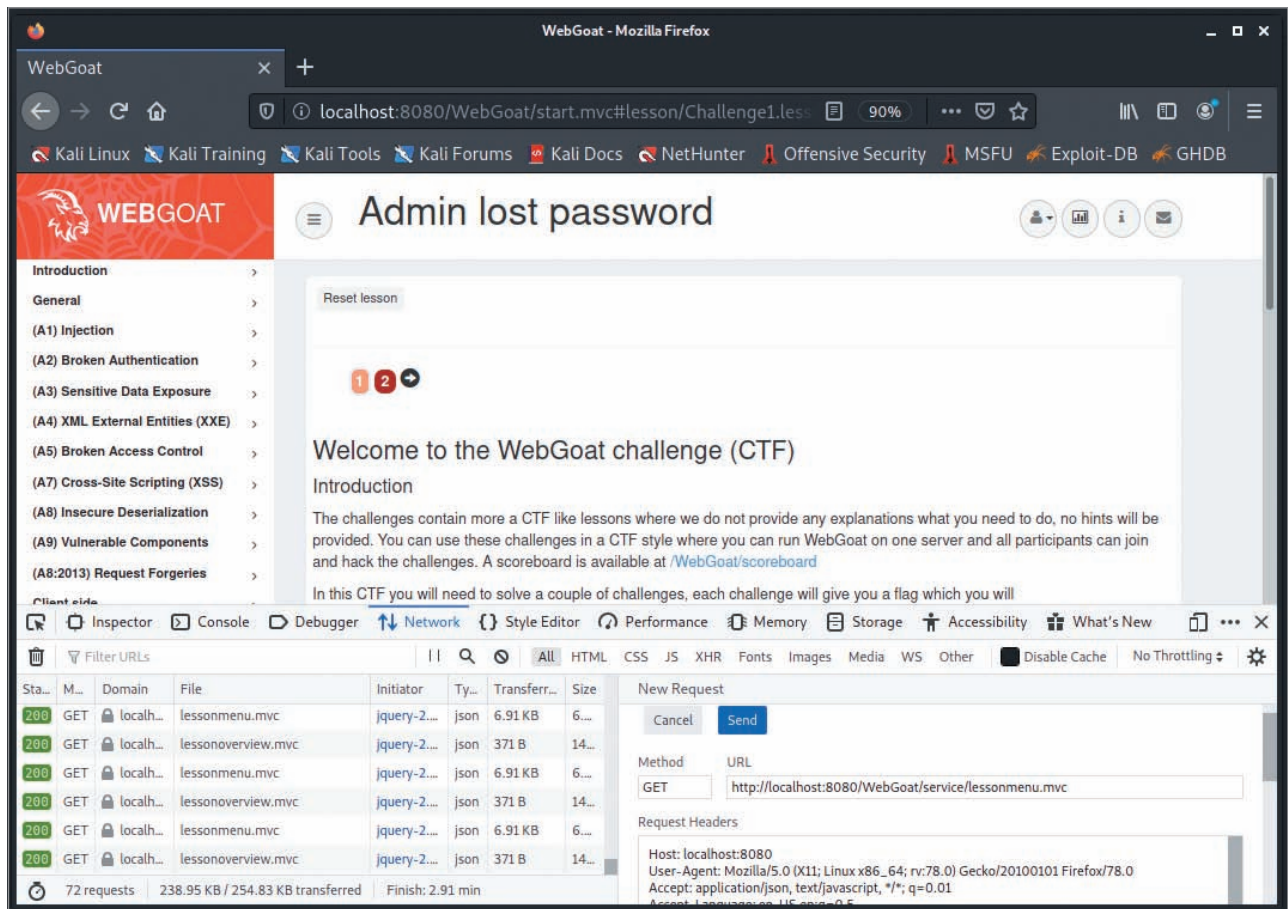 WebGoat - Mozilla Firefox
WebGoat
localhost:8080/WebGoat/start.mvc#lesson/Challenge1.less
90%
Kali Linux Kali Training Kali Tools Kali Forums Kali Docs NetHunter Offensive Security MSFU Exploit-DB GHDB
WEBGOAT
Admin lost password
Introduction
General
(A1) Injection
(A2) Broken Authentication
(A3) Sensitive Data Exposure
(A4) XML External Entities (XXE)
(A5) Broken Access Control
(A7) Cross-Site Scripting (XSS)
(A8) Insecure Deserialization
(A9) Vulnerable Components
(A8:2013) Request Forgeries
Client side
Reset lesson
1 2
Welcome to the WebGoat challenge (CTF)
Introduction
The challenges contain more a CTF like lessons where we do not provide any explanations what you need to do, no hints will be
provided. You can use these challenges in a CTF style where you can run WebGoat on one server and all participants can join
and hack the challenges. A scoreboard is available at /WebGoat/scoreboard
In this CTF you will need to solve a couple of challenges, each challenge will give you a flag which you will
Inspector Console Debugger Network Style Editor Performance Memory Storage Accessibility What's New
Filter URLs All HTML CSS JS XHR Fonts Images Media WS Other Disable Cache No Throttling
Sta... M... Domain File Initiator Ty... Transferr... Size
200 GET localh... lessonmenu.mvc jquery-2.... json 6.91 KB 6....
200 GET localh... lessonoverview.mvc jquery-2.... json 371 B 14...
200 GET localh... lessonmenu.mvc jquery-2.... json 6.91 KB 6....
200 GET localh... lessonoverview.mvc jquery-2.... json 371 B 14...
200 GET localh... lessonmenu.mvc jquery-2.... json 6.91 KB 6....
200 GET localh... lessonoverview.mvc jquery-2.... json 371 B 14...
72 requests 238.95 KB / 254.83 KB transferred Finish: 2.91 min
New Request
Cancel Send
Method URL
GET http://localhost:8080/WebGoat/service/lessonmenu.mvc
Request Headers
Host: localhost:8080
User-Agent: Mozilla/5.0 (X11; Linux x86_64; rv:78.0) Gecko/20100101 Firefox/78.0
Accept: application/json, text/javascript, */*; q=0.01
Accept-Language: en-US,en;q=0.5